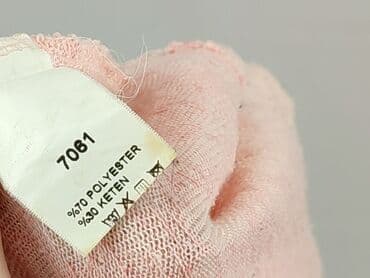 7061
%70 POLYESTER
%30 KETEN